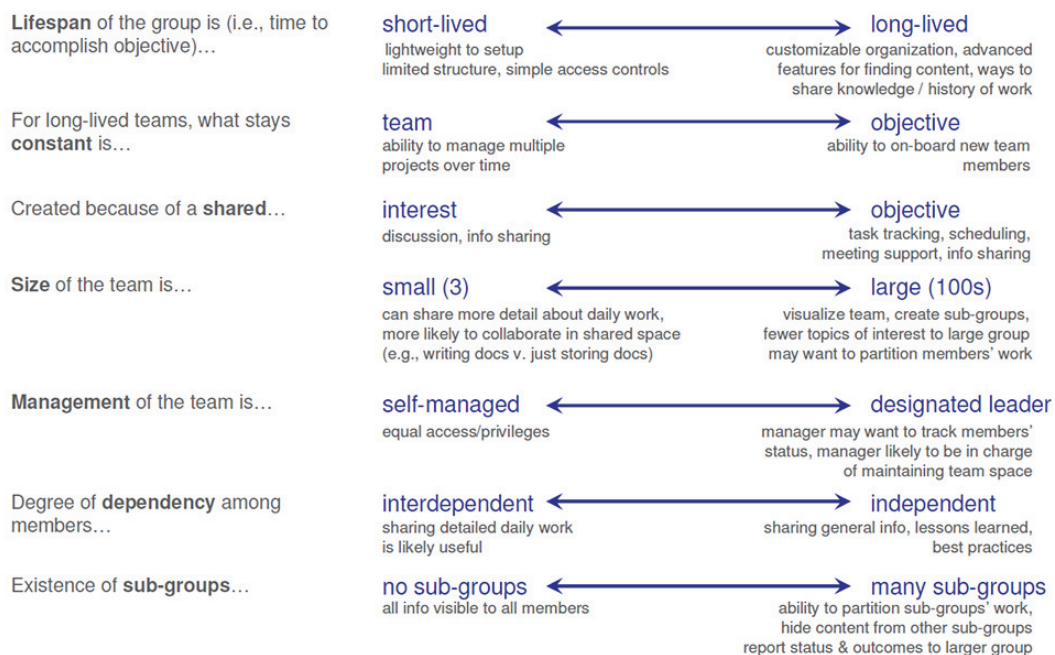 Lifespan of the group is (i.e., time to
accomplish objective)…
short-lived
lightweight to setup
limited structure, simple access controls
long-lived
customizable organization, advanced
features for finding content, ways to
share knowledge / history of work
For long-lived teams, what stays
constant is…
team
ability to manage multiple
projects over time
objective
ability to on-board new team
members
Created because of a shared…
interest
discussion, info sharing
objective
task tracking, scheduling,
meeting support, info sharing
Size of the team is…
small (3)
can share more detail about daily work,
more likely to collaborate in shared space
(e.g., writing docs v. just storing docs)
large (100s)
visualize team, create sub-groups,
fewer topics of interest to large group
may want to partition members' work
Management of the team is…
self-managed
equal access/privileges
designated leader
manager may want to track members'
status, manager likely to be in charge
of maintaining team space
Degree of dependency among
members…
interdependent
sharing detailed daily work
is likely useful
independent
sharing general info, lessons learned,
best practices
Existence of sub-groups…
no sub-groups
all info visible to all members
many sub-groups
ability to partition sub-groups' work,
hide content from other sub-groups
report status & outcomes to larger group